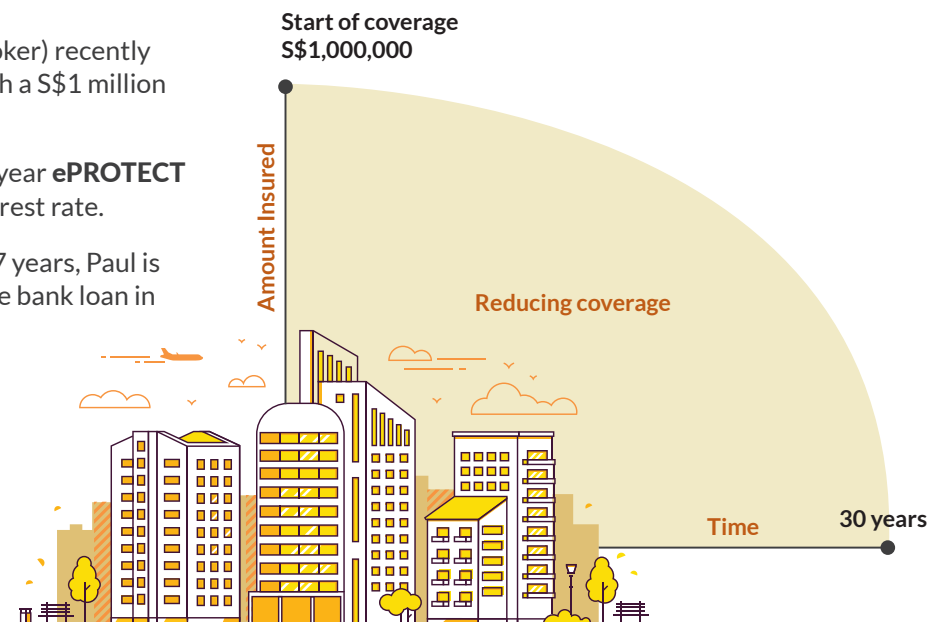 Start of coverage
S$1,000,000
oker) recently
h a S$1 million
year ePROTECT
rest rate.
7 years, Paul is
e bank loan in
Amount Insured
Reducing coverage
Time
30 years